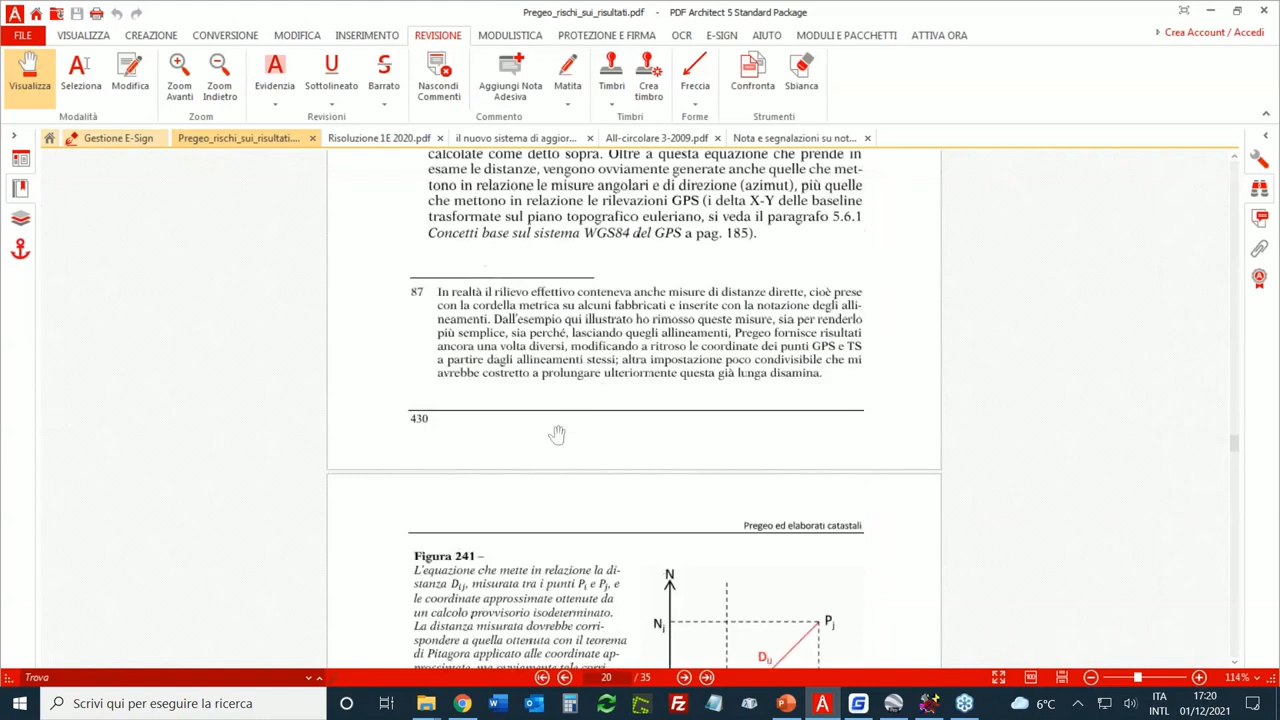 Pregeo_rischi_sui_risultati.pdf - PDF Architect 5 Standard Package
FILE VISUALIZZA CREAZIONE CONVERSIONE MODIFICA INSERIMENTO REVISIONE MODULISTICA PROTEZIONE E FIRMA OCR E-SIGN AIUTO MODULI E PACCHETTI ATTIVA ORA Crea Account / Accedi
Visualizza Seleziona Modifica Zoom Avanti Zoom Indietro Evidenzia Sottolineato Barrato Nascondi Commenti Aggiungi Nota Adesiva Matita Timbri Crea timbro Freccia Confronta Sbianca
Modalità Zoom Revisioni Commento Timbri Forme Strumenti
Gestione E-Sign Pregeo_rischi_sui_risultati.... Risoluzione 1E 2020.pdf il nuovo sistema di aggior... All-circolare 3-2009.pdf Nota e segnalazioni su not...
calcolate come detto sopra. Oltre a questa equazione che prende in
esame le distanze, vengono ovviamente generate anche quelle che met-
tono in relazione le misure angolari e di direzione (azimut), più quelle
che mettono in relazione le rilevazioni GPS (i delta X-Y delle baseline
trasformate sul piano topografico euleriano, si veda il paragrafo 5.6.1
Concetti base sul sistema WGS84 del GPS a pag. 185).
87 In realtà il rilievo effettivo conteneva anche misure di distanze dirette, cioè prese
con la cordella metrica su alcuni fabbricati e inserite con la notazione degli alli-
neamenti. Dall'esempio qui illustrato ho rimosso queste misure, sia per renderlo
più semplice, sia perché, lasciando quegli allineamenti, Pregeo fornisce risultati
ancora una volta diversi, modificando a ritroso le coordinate dei punti GPS e TS
a partire dagli allineamenti stessi; altra impostazione poco condivisibile che mi
avrebbe costretto a prolungare ulteriormente questa già lunga disamina.
430
Pregeo ed elaborati catastali
Figura 241 –
L'equazione che mette in relazione la di-
stanza Dij, misurata tra i punti Pi e Pj, e
le coordinate approssimate ottenute da
un calcolo provvisorio isodeterminato.
La distanza misurata dovrebbe corri-
spondere a quella ottenuta con il teorema
di Pitagora applicato alle coordinate ap-
prossimate, ma ovviamente tale corri-
N
Nj
Pj
Dij
Trova 20 / 35 114%
Scrivi qui per eseguire la ricerca 6°C ITA 17:20
INTL 01/12/2021